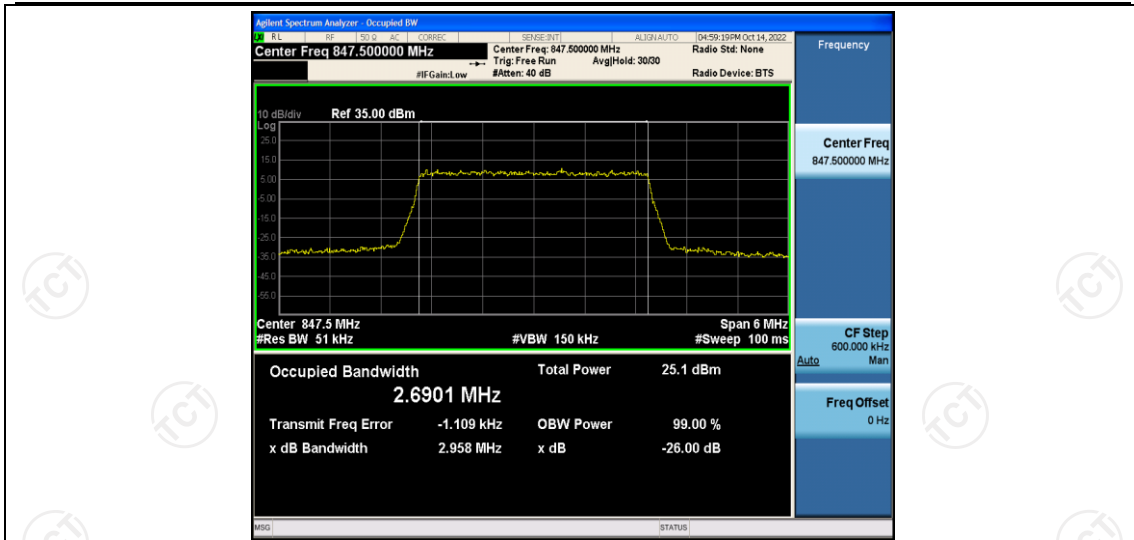 Agilent Spectrum Analyzer - Occupied BW
RL RF 50 Ω AC CORREC SENSE:INT ALIGN AUTO 04:59:19PM Oct 14, 2022
Center Freq 847.500000 MHz
Center Freq: 847.500000 MHz
Radio Std: None
Trig: Free Run Avg|Hold: 30/30
#IFGain:Low #Atten: 40 dB Radio Device: BTS
10 dB/div Ref 35.00 dBm
Log
25.0
15.0
5.00
-5.00
-15.0
-25.0
-35.0
-45.0
-55.0
Center 847.5 MHz Span 6 MHz
#Res BW 51 kHz #VBW 150 kHz #Sweep 100 ms
Occupied Bandwidth Total Power 25.1 dBm
2.6901 MHz
Transmit Freq Error -1.109 kHz OBW Power 99.00 %
x dB Bandwidth 2.958 MHz x dB -26.00 dB
MSG STATUS
Frequency
Center Freq
847.500000 MHz
CF Step
600.000 kHz
Auto Man
Freq Offset
0 Hz
TCT
TCT
TCT
TCT
TCT
TCT